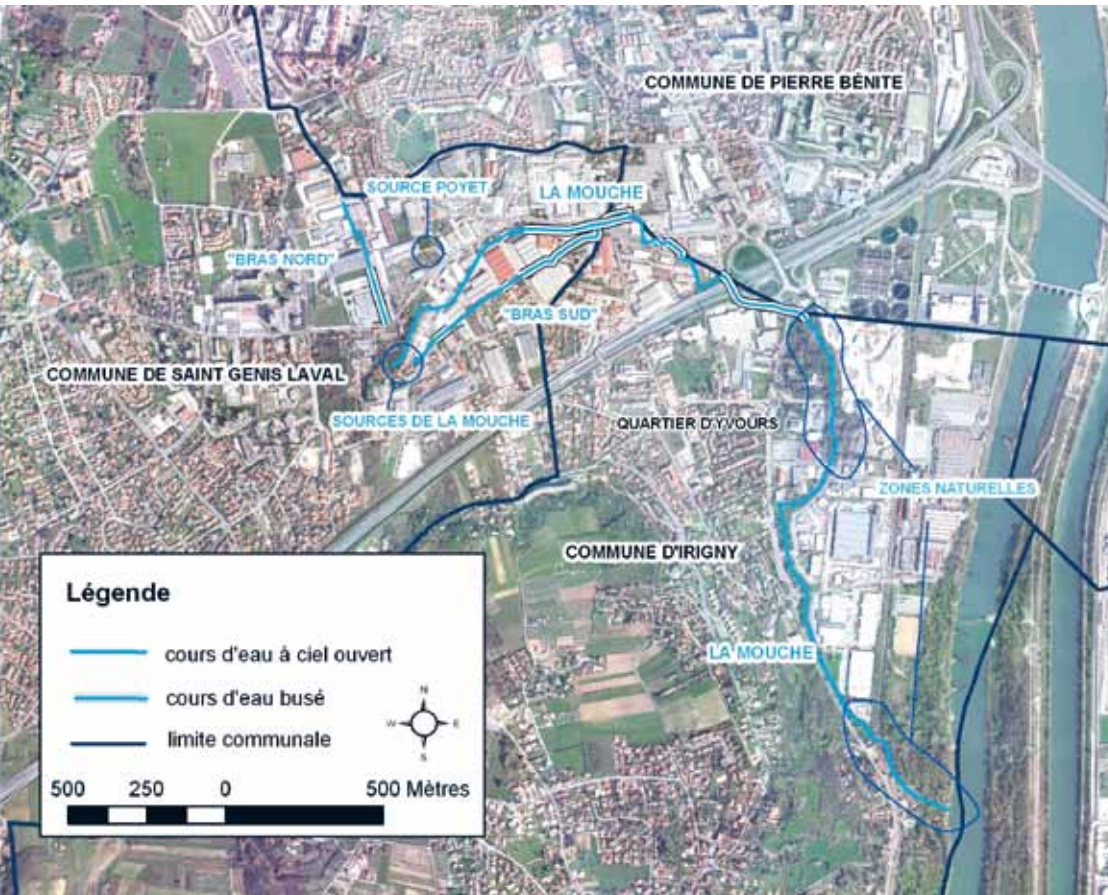 COMMUNE DE PIERRE BÉNITE
SOURCE POYET
LA MOUCHE
"BRAS NORD"
"BRAS SUD"
COMMUNE DE SAINT GENIS LAVAL
SOURCES DE LA MOUCHE
QUARTIER D'YVOURS
ZONES NATURELLES
COMMUNE D'IRIGNY
LA MOUCHE
Légende
cours d'eau à ciel ouvert
cours d'eau busé
limite communale
N
W E
S
500 250 0 500 Mètres